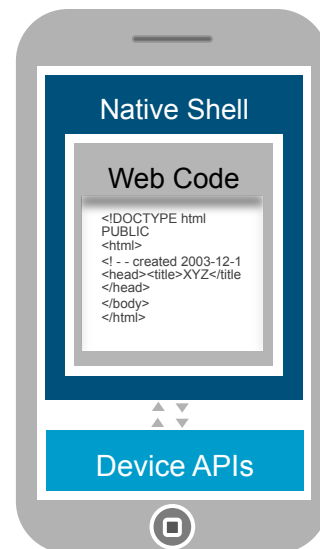 Native Shell
Web Code
<!DOCTYPE html
PUBLIC
<html>
<! - - created 2003-12-1
<head><title>XYZ</title
</head>
</body>
</html>
Device APIs